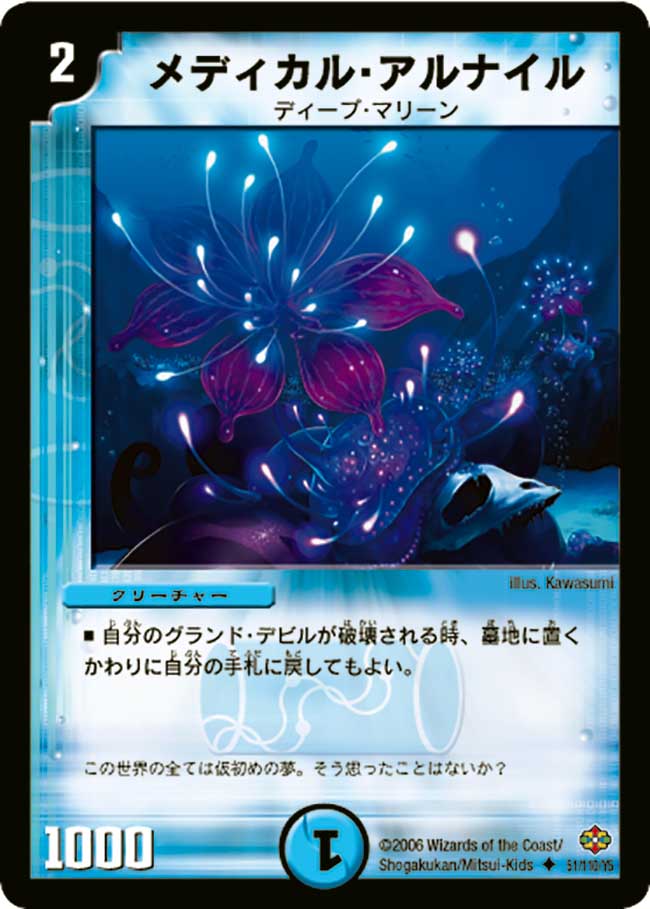 2
メディカル・アルナイル
ディープ・マリーン
illus. Kawasumi
クリーチャー
■ 自分のグランド・デビルが破壊される時、墓地に置く
かわりに自分の手札に戻してもよい。
この世界の全ては仮初めの夢。そう思ったことはないか？
1000
1
©2006 Wizards of the Coast/
Shogakukan/Mitsui-Kids
51/110 Y5